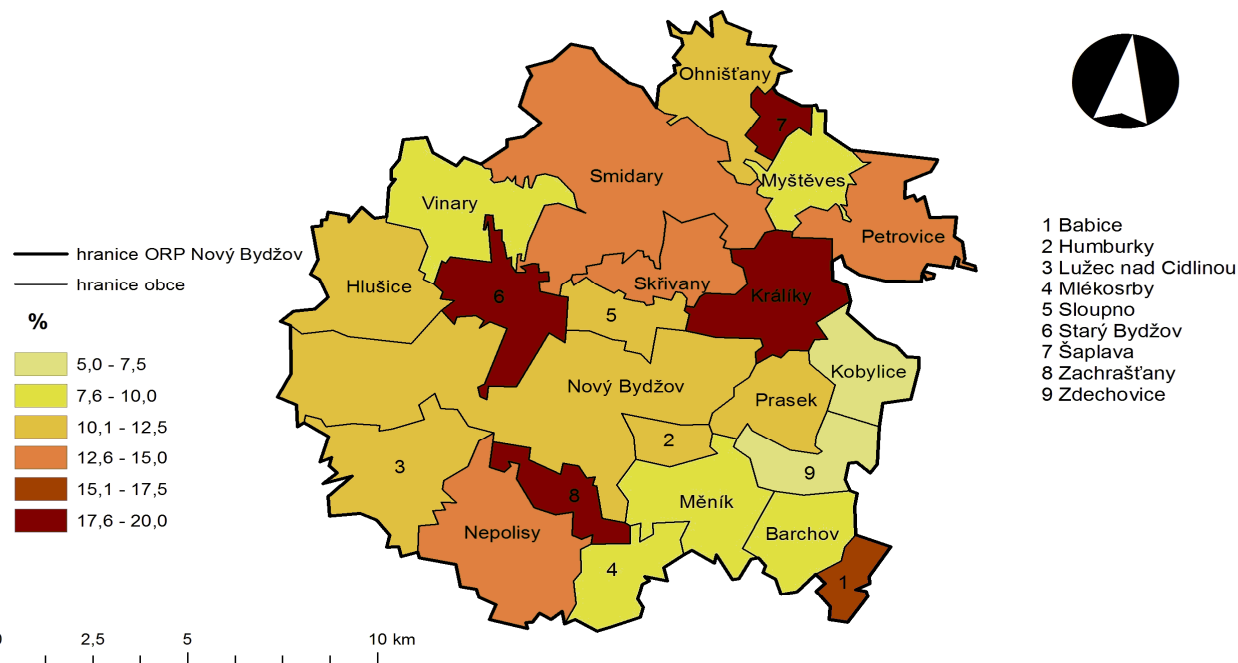 Ohnišťany
7
Smidary
Myštěves
Vinary
Petrovice
hranice ORP Nový Bydžov
hranice obce
Hlušice
6
Skřivany
Králíky
5
%
5,0 - 7,5
7,6 - 10,0
10,1 - 12,5
12,6 - 15,0
15,1 - 17,5
17,6 - 20,0
Nový Bydžov
Kobylice
Prasek
2
3
9
8
Měník
Nepolisy
Barchov
4
1
1 Babice
2 Humburky
3 Lužec nad Cidlinou
4 Mlékosrby
5 Sloupno
6 Starý Bydžov
7 Šaplava
8 Zachrašťany
9 Zdechovice
0 2,5 5 10 km